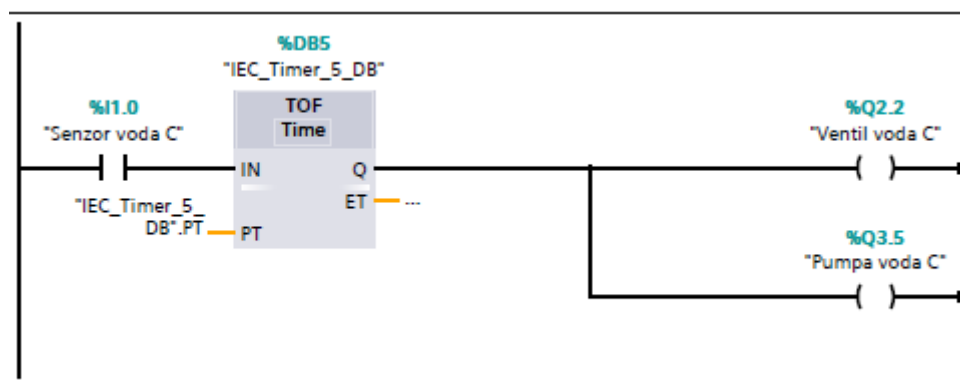 %DB5
"IEC_Timer_5_DB"
%I1.0
"Senzor voda C"
TOF
Time
IN
Q
"IEC_Timer_5_
DB".PT
PT
ET
...
%Q2.2
"Ventil voda C"
%Q3.5
"Pumpa voda C"